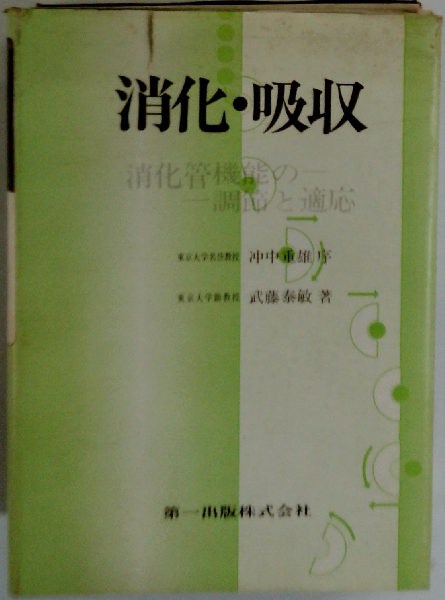 消化・吸収
消化管機能の―
―調節と適応
東京大学名誉教授 沖中重雄 序
東京大学助教授 武藤泰敏 著
第一出版株式会社